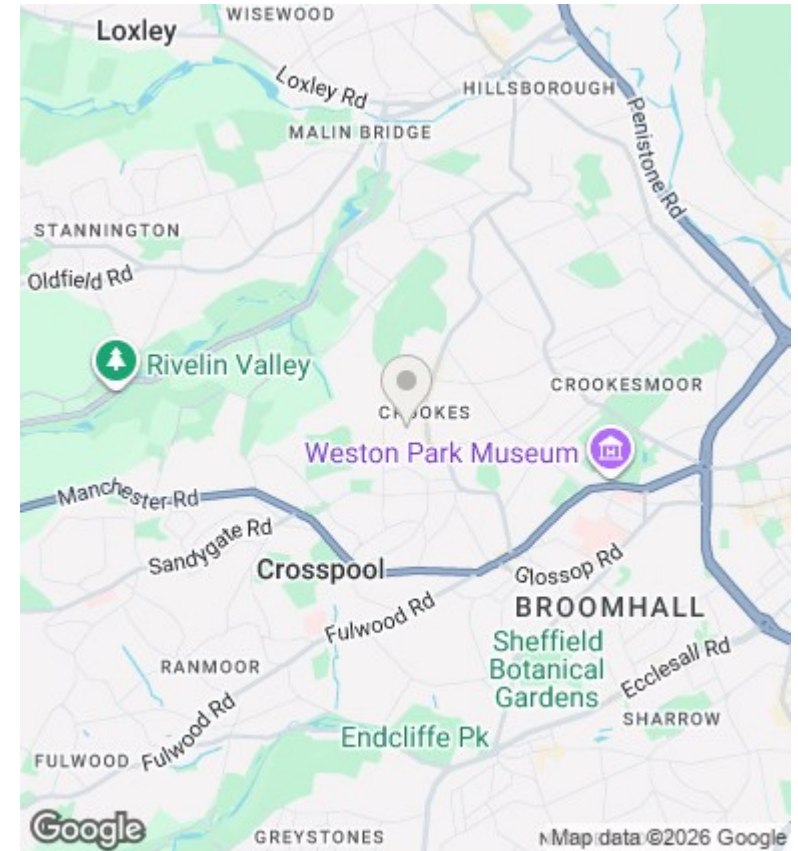 WISEWOOD
Loxley
Loxley Rd
HILLSBOROUGH
MALIN BRIDGE
Penistone Rd
STANNINGTON
Oldfield Rd
Rivelin Valley
CROOKESMOOR
CROOKES
Weston Park Museum
Manchester Rd
Sandygate Rd
Crosspool
Glossop Rd
BROOMHALL
Fulwood Rd
Sheffield
Botanical
Gardens
Ecclesall Rd
RANMOOR
SHARROW
Fulwood Rd
FULWOOD
Endcliffe Pk
Google
GREYSTONES
Map data ©2026 Google